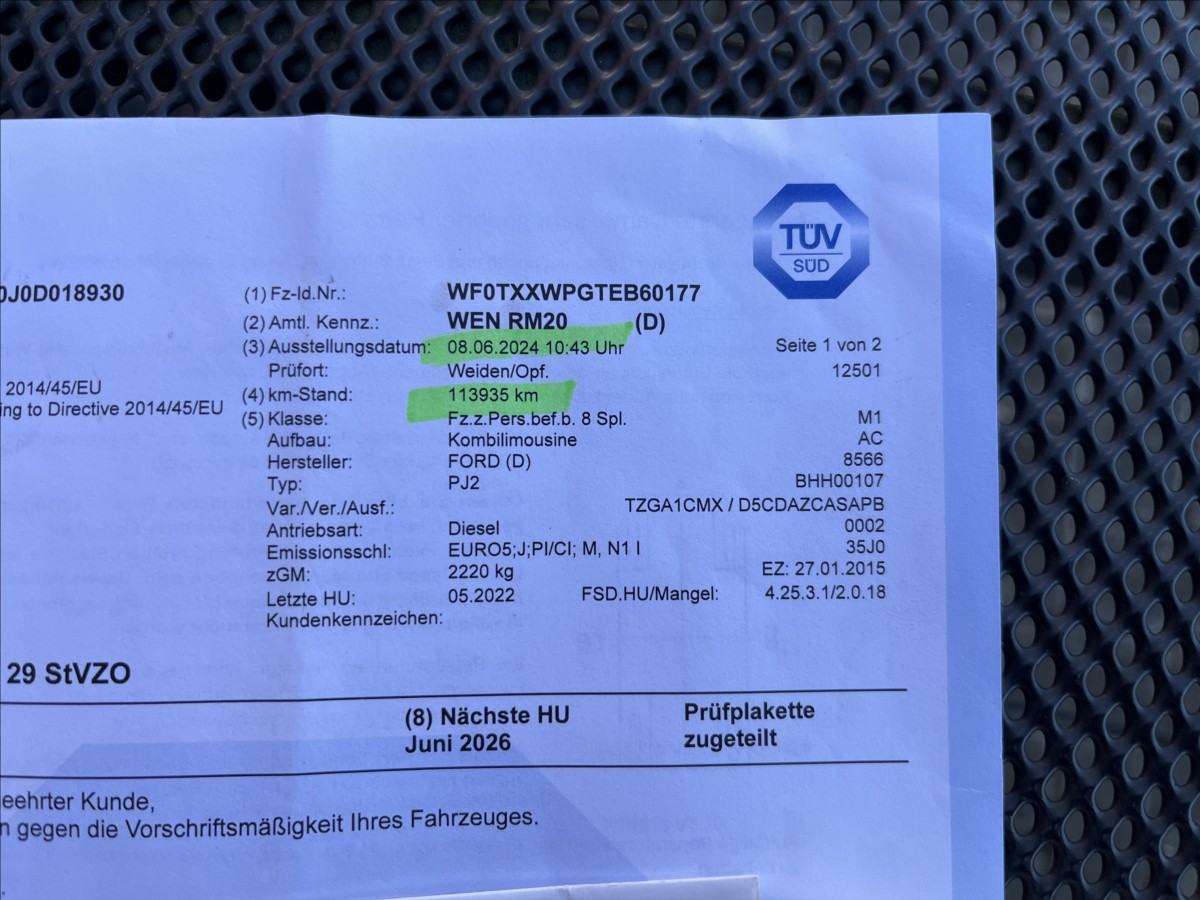 TÜV
SÜD
0J0D018930
(1) Fz-Id.Nr.: WF0TXXWPGTEB60177
(2) Amtl. Kennz.: WEN RM20 (D)
(3) Ausstellungsdatum: 08.06.2024 10:43 Uhr Seite 1 von 2
Prüfort: Weiden/Opf. 12501
2014/45/EU
(4) km-Stand: 113935 km
ing to Directive 2014/45/EU
(5) Klasse: Fz.z.Pers.bef.b. 8 Spl. M1
Aufbau: Kombilimousine AC
Hersteller: FORD (D) 8566
Typ: PJ2 BHH00107
Var./Ver./Ausf.: TZGA1CMX / D5CDAZCASAPB
Antriebsart: Diesel 0002
Emissionsschl: EURO5;J;PI/CI; M, N1 I 35J0
zGM: 2220 kg EZ: 27.01.2015
Letzte HU: 05.2022 FSD.HU/Mangel: 4.25.3.1/2.0.18
Kundenkennzeichen:
29 StVZO
(8) Nächste HU Prüfplakette
Juni 2026 zugeteilt
eehrter Kunde,
n gegen die Vorschriftsmäßigkeit Ihres Fahrzeuges.